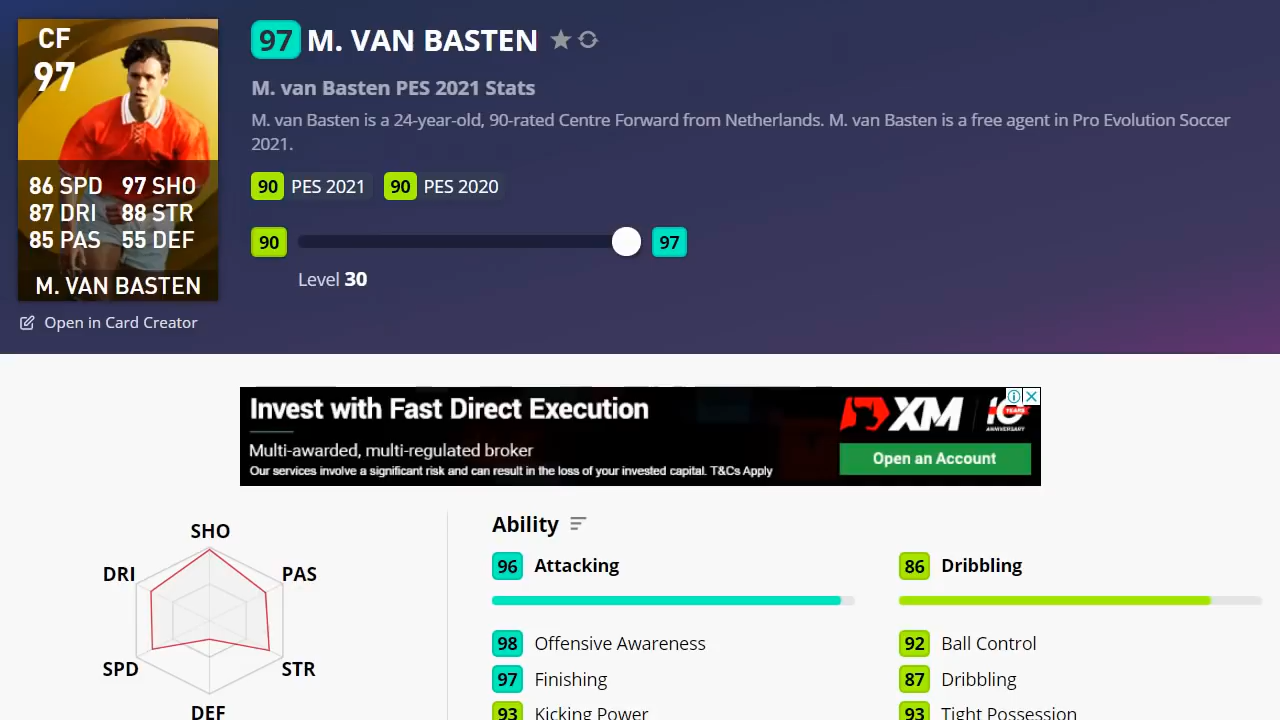 CF
97
86 SPD 97 SHO
87 DRI 88 STR
85 PAS 55 DEF
M. VAN BASTEN
Open in Card Creator
97 M. VAN BASTEN
M. van Basten PES 2021 Stats
M. van Basten is a 24-year-old, 90-rated Centre Forward from Netherlands. M. van Basten is a free agent in Pro Evolution Soccer
2021.
90 PES 2021 90 PES 2020
90 97
Level 30
Invest with Fast Direct Execution
Multi-awarded, multi-regulated broker
Our services involve a significant risk and can result in the loss of your invested capital. T&Cs Apply
XM 10 YEARS
ANNIVERSARY
Open an Account
SHO
DRI PAS
SPD STR
DEF
Ability
96 Attacking
98 Offensive Awareness
97 Finishing
93 Kicking Power
86 Dribbling
92 Ball Control
87 Dribbling
93 Tight Possession